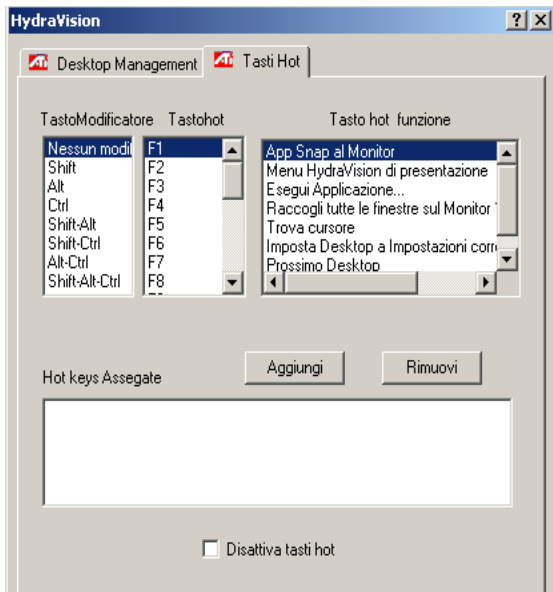 HydraVision
Desktop Management
Tasti Hot
TastoModificatore
Tastohot
Tasto hot funzione
Nessun modi
Shift
Alt
Ctrl
Shift-Alt
Shift-Ctrl
Alt-Ctrl
Shift-Alt-Ctrl
F1
F2
F3
F4
F5
F6
F7
F8
App Snap al Monitor
Menu HydraVision di presentazione
Esegui Applicazione...
Raccogli tutte le finestre sul Monitor
Trova cursore
Imposta Desktop a Impostazioni corre
Prossimo Desktop
Hot keys Assegate
Aggiungi
Rimuovi
Disattiva tasti hot